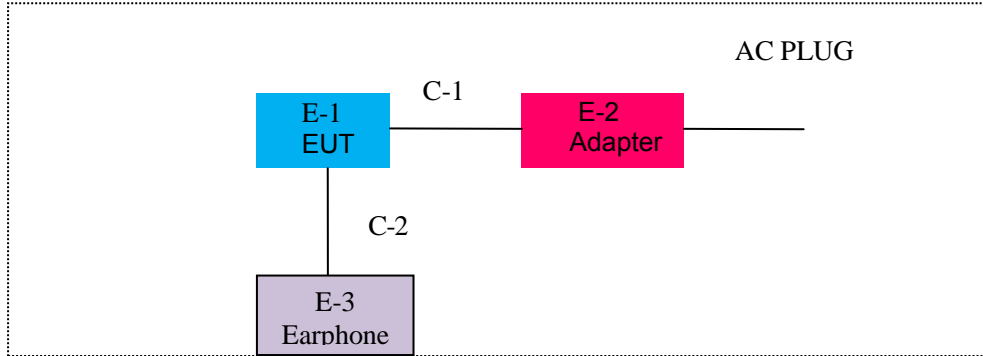 AC PLUG
C-1
E-1
EUT
E-2
Adapter
C-2
E-3
Earphone